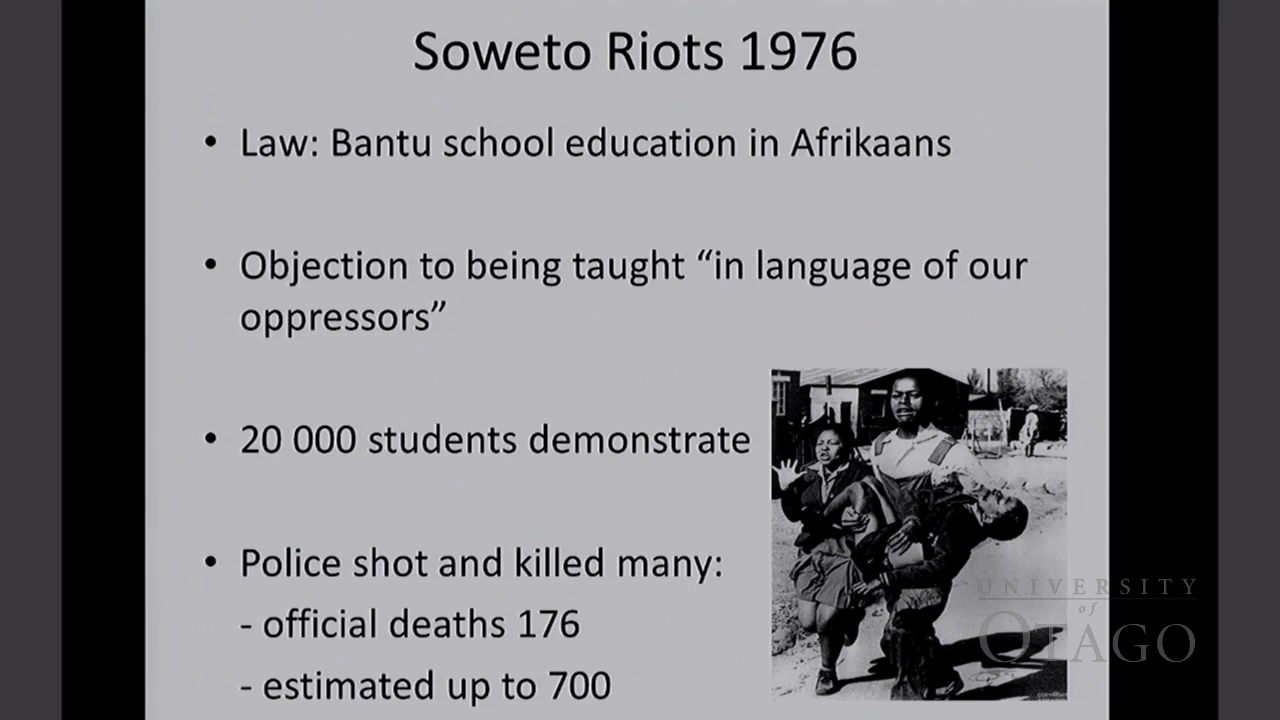 Soweto Riots 1976
• Law: Bantu school education in Afrikaans
• Objection to being taught “in language of our
oppressors”
• 20 000 students demonstrate
• Police shot and killed many:
- official deaths 176
- estimated up to 700
UNIVERSITY
of
OTAGO